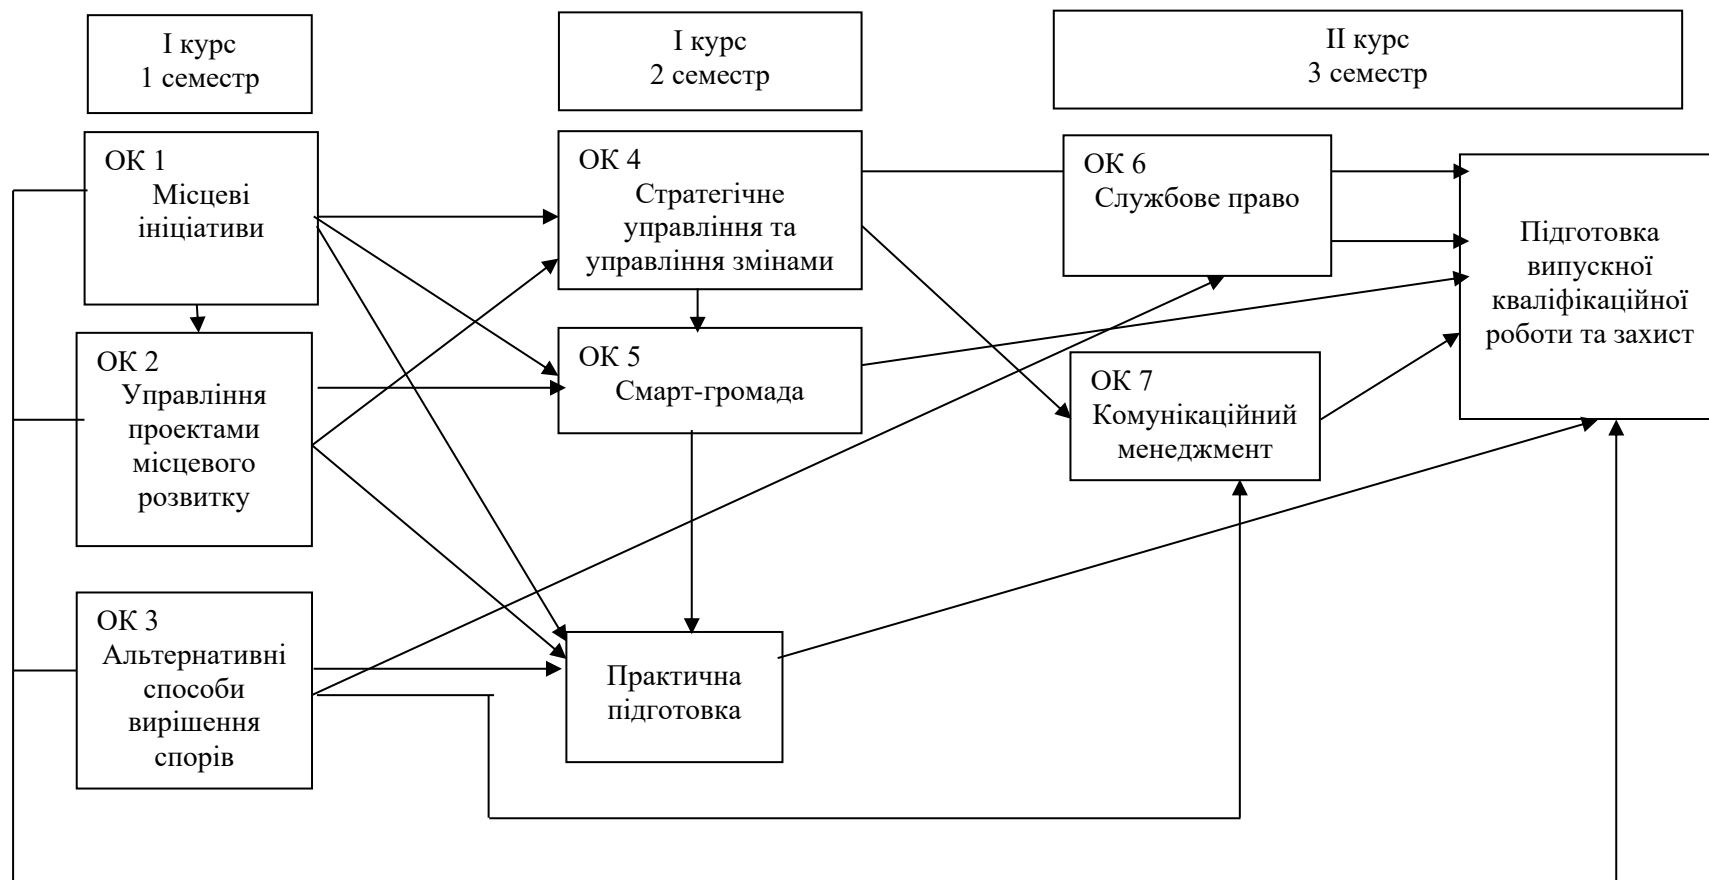 І курс
1 семестр
І курс
2 семестр
ІІ курс
3 семестр
ОК 1
Місцеві
ініціативи
ОК 2
Управління
проектами
місцевого
розвитку
ОК 3
Альтернативні
способи
вирішення
спорів
ОК 4
Стратегічне
управління та
управління змінами
ОК 5
Смарт-громада
Практична
підготовка
ОК 6
Службове право
ОК 7
Комунікаційний
менеджмент
Підготовка
випускної
кваліфікаційної
роботи та захист